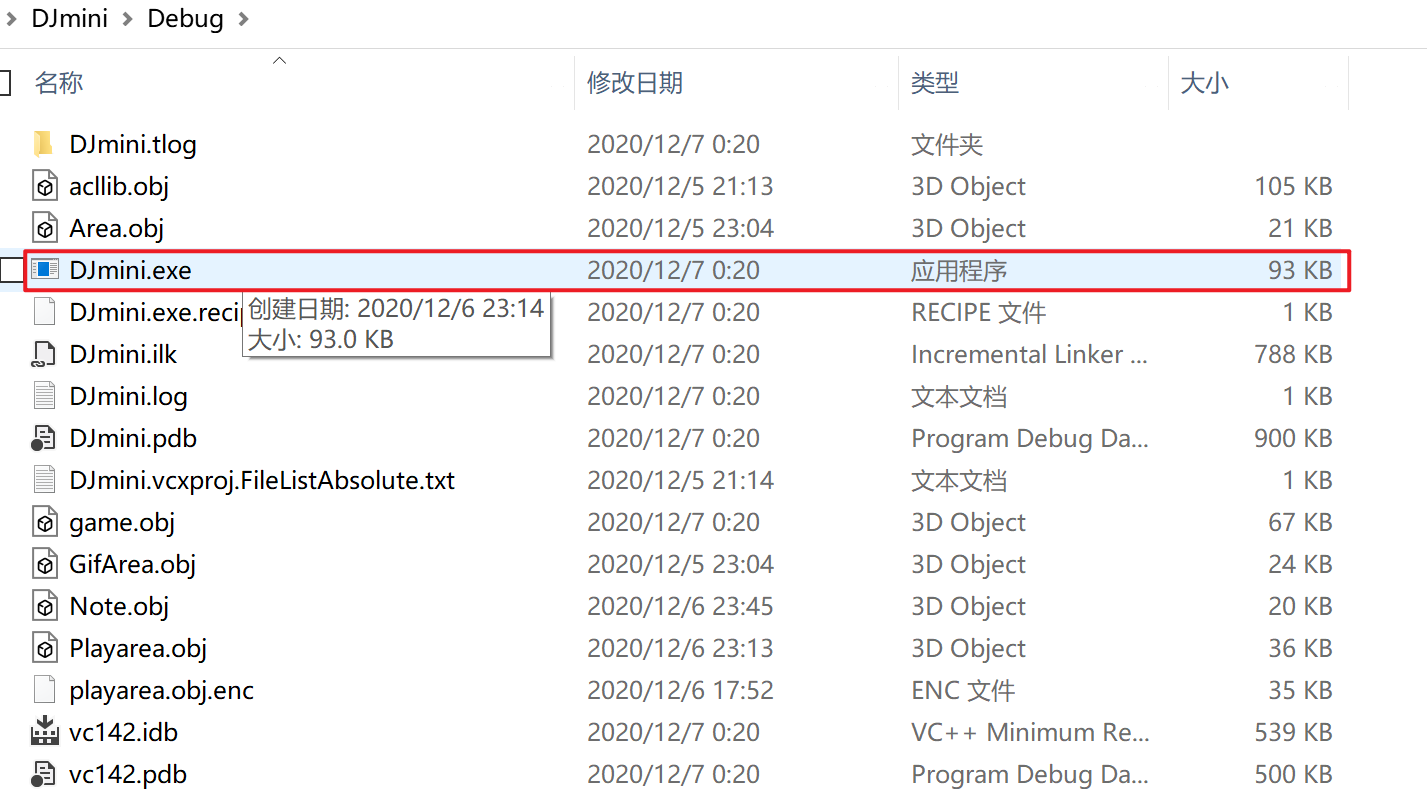 DJmini > Debug >
名称 修改日期 类型 大小
DJmini.tlog 2020/12/7 0:20 文件夹
acllib.obj 2020/12/5 21:13 3D Object 105 KB
Area.obj 2020/12/5 23:04 3D Object 21 KB
DJmini.exe 2020/12/7 0:20 应用程序 93 KB
DJmini.exe.recip 2020/12/7 0:20 RECIPE 文件 1 KB
创建日期: 2020/12/6 23:14
大小: 93.0 KB
DJmini.ilk 2020/12/7 0:20 Incremental Linker ... 788 KB
DJmini.log 2020/12/7 0:20 文本文档 1 KB
DJmini.pdb 2020/12/7 0:20 Program Debug Da... 900 KB
DJmini.vcxproj.FileListAbsolute.txt 2020/12/5 21:14 文本文档 1 KB
game.obj 2020/12/7 0:20 3D Object 67 KB
GifArea.obj 2020/12/5 23:04 3D Object 24 KB
Note.obj 2020/12/6 23:45 3D Object 20 KB
Playarea.obj 2020/12/6 23:13 3D Object 36 KB
playarea.obj.enc 2020/12/6 17:52 ENC 文件 35 KB
vc142.idb 2020/12/7 0:20 VC++ Minimum Re... 539 KB
vc142.pdb 2020/12/7 0:20 Program Debug Da... 500 KB